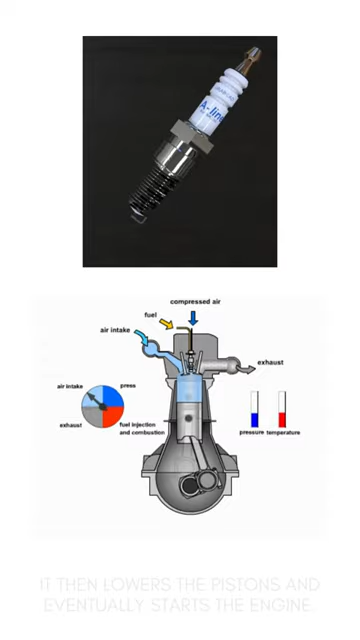 A-line
compressed air
fuel
air intake
exhaust
air intake
press
exhaust
fuel injection
and combustion
pressure
temperature
IT THEN LOWERS THE PISTONS AND
EVENTUALLY STARTS THE ENGINE.